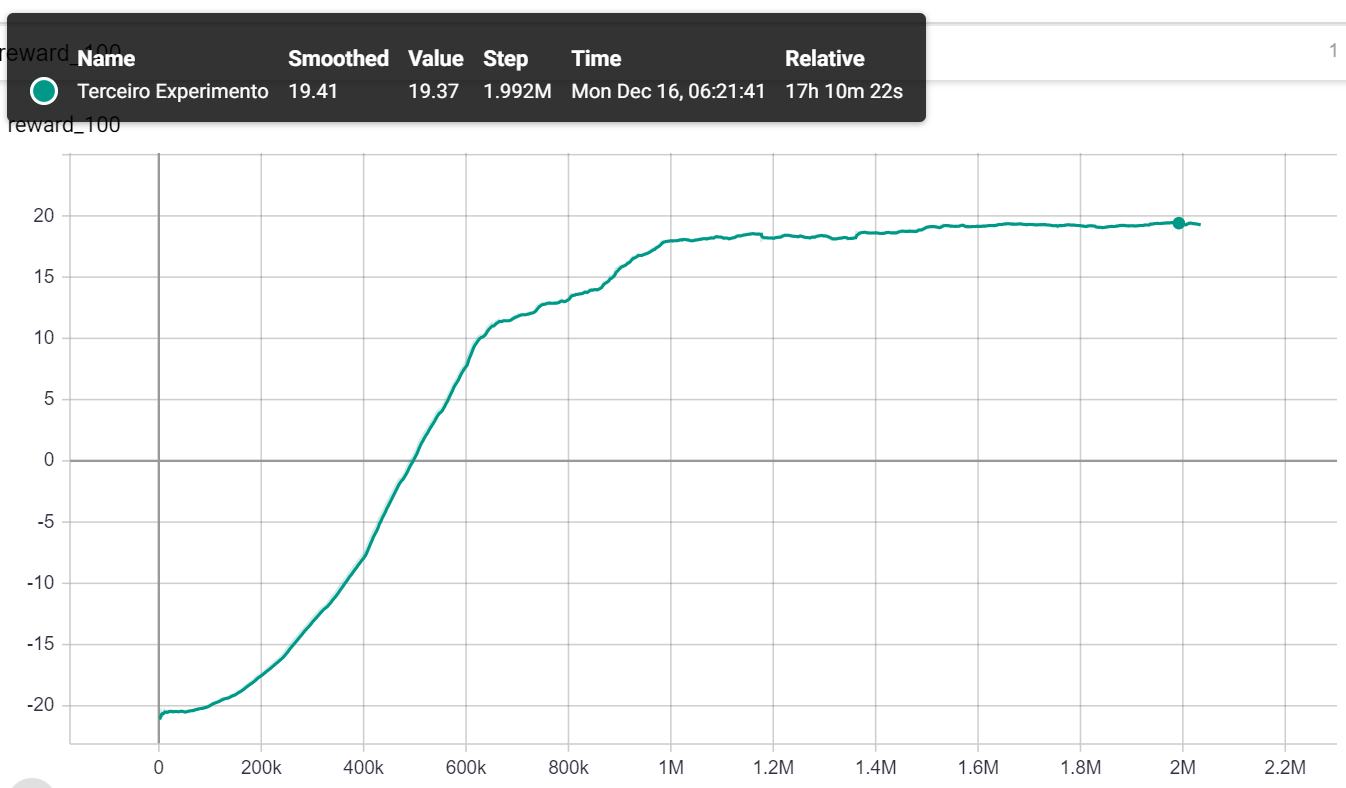 reward_100
1
Name Smoothed Value Step Time Relative
Terceiro Experimento 19.41 19.37 1.992M Mon Dec 16, 06:21:41 17h 10m 22s
reward_100
20
15
10
5
0
-5
-10
-15
-20
0 200k 400k 600k 800k 1M 1.2M 1.4M 1.6M 1.8M 2M 2.2M